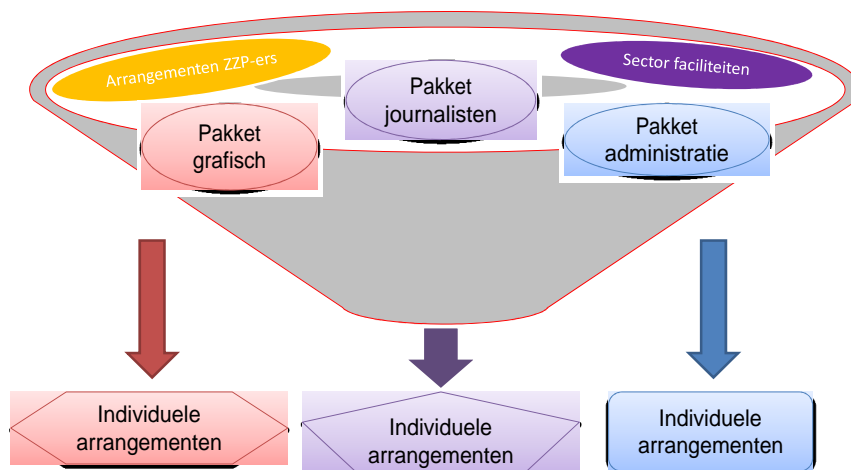 Arrangementen ZZP-ers
Sector faciliteiten
Pakket
journalisten
Pakket
grafisch
Pakket
administratie
Individuele
arrangementen
Individuele
arrangementen
Individuele
arrangementen